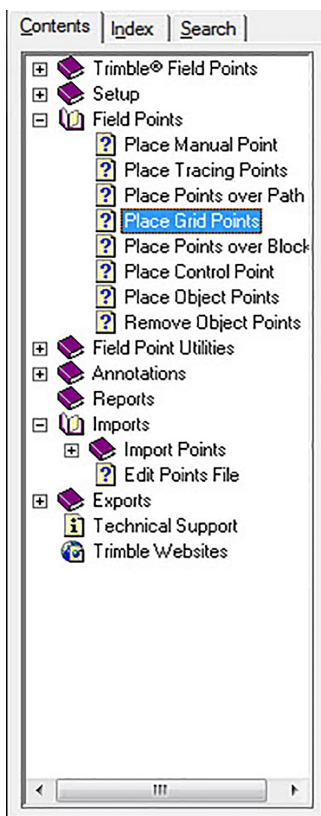 Contents Index Search
Trimble® Field Points
Setup
Field Points
Place Manual Point
Place Tracing Points
Place Points over Path
Place Grid Points
Place Points over Block
Place Control Point
Place Object Points
Remove Object Points
Field Point Utilities
Annotations
Reports
Imports
Import Points
Edit Points File
Exports
Technical Support
Trimble Websites